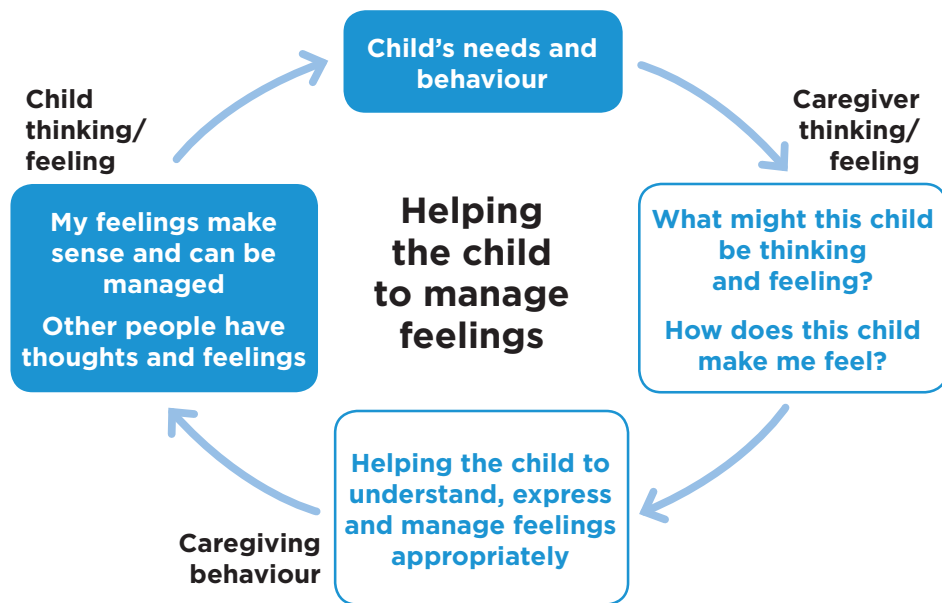 Child’s needs and
behaviour
Child
thinking/
feeling
Caregiver
thinking/
feeling
My feelings make
sense and can be
managed
Other people have
thoughts and feelings
Helping
the child
to manage
feelings
What might this child
be thinking
and feeling?
How does this child
make me feel?
Helping the child to
understand, express
and manage feelings
appropriately
Caregiving
behaviour